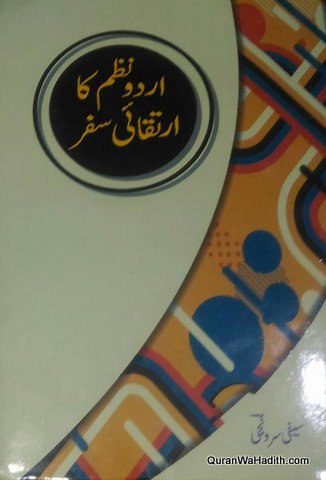 اردو نظم کا
ارتقائی سفر
سیفی سرونجی
QuranWaHadith.com